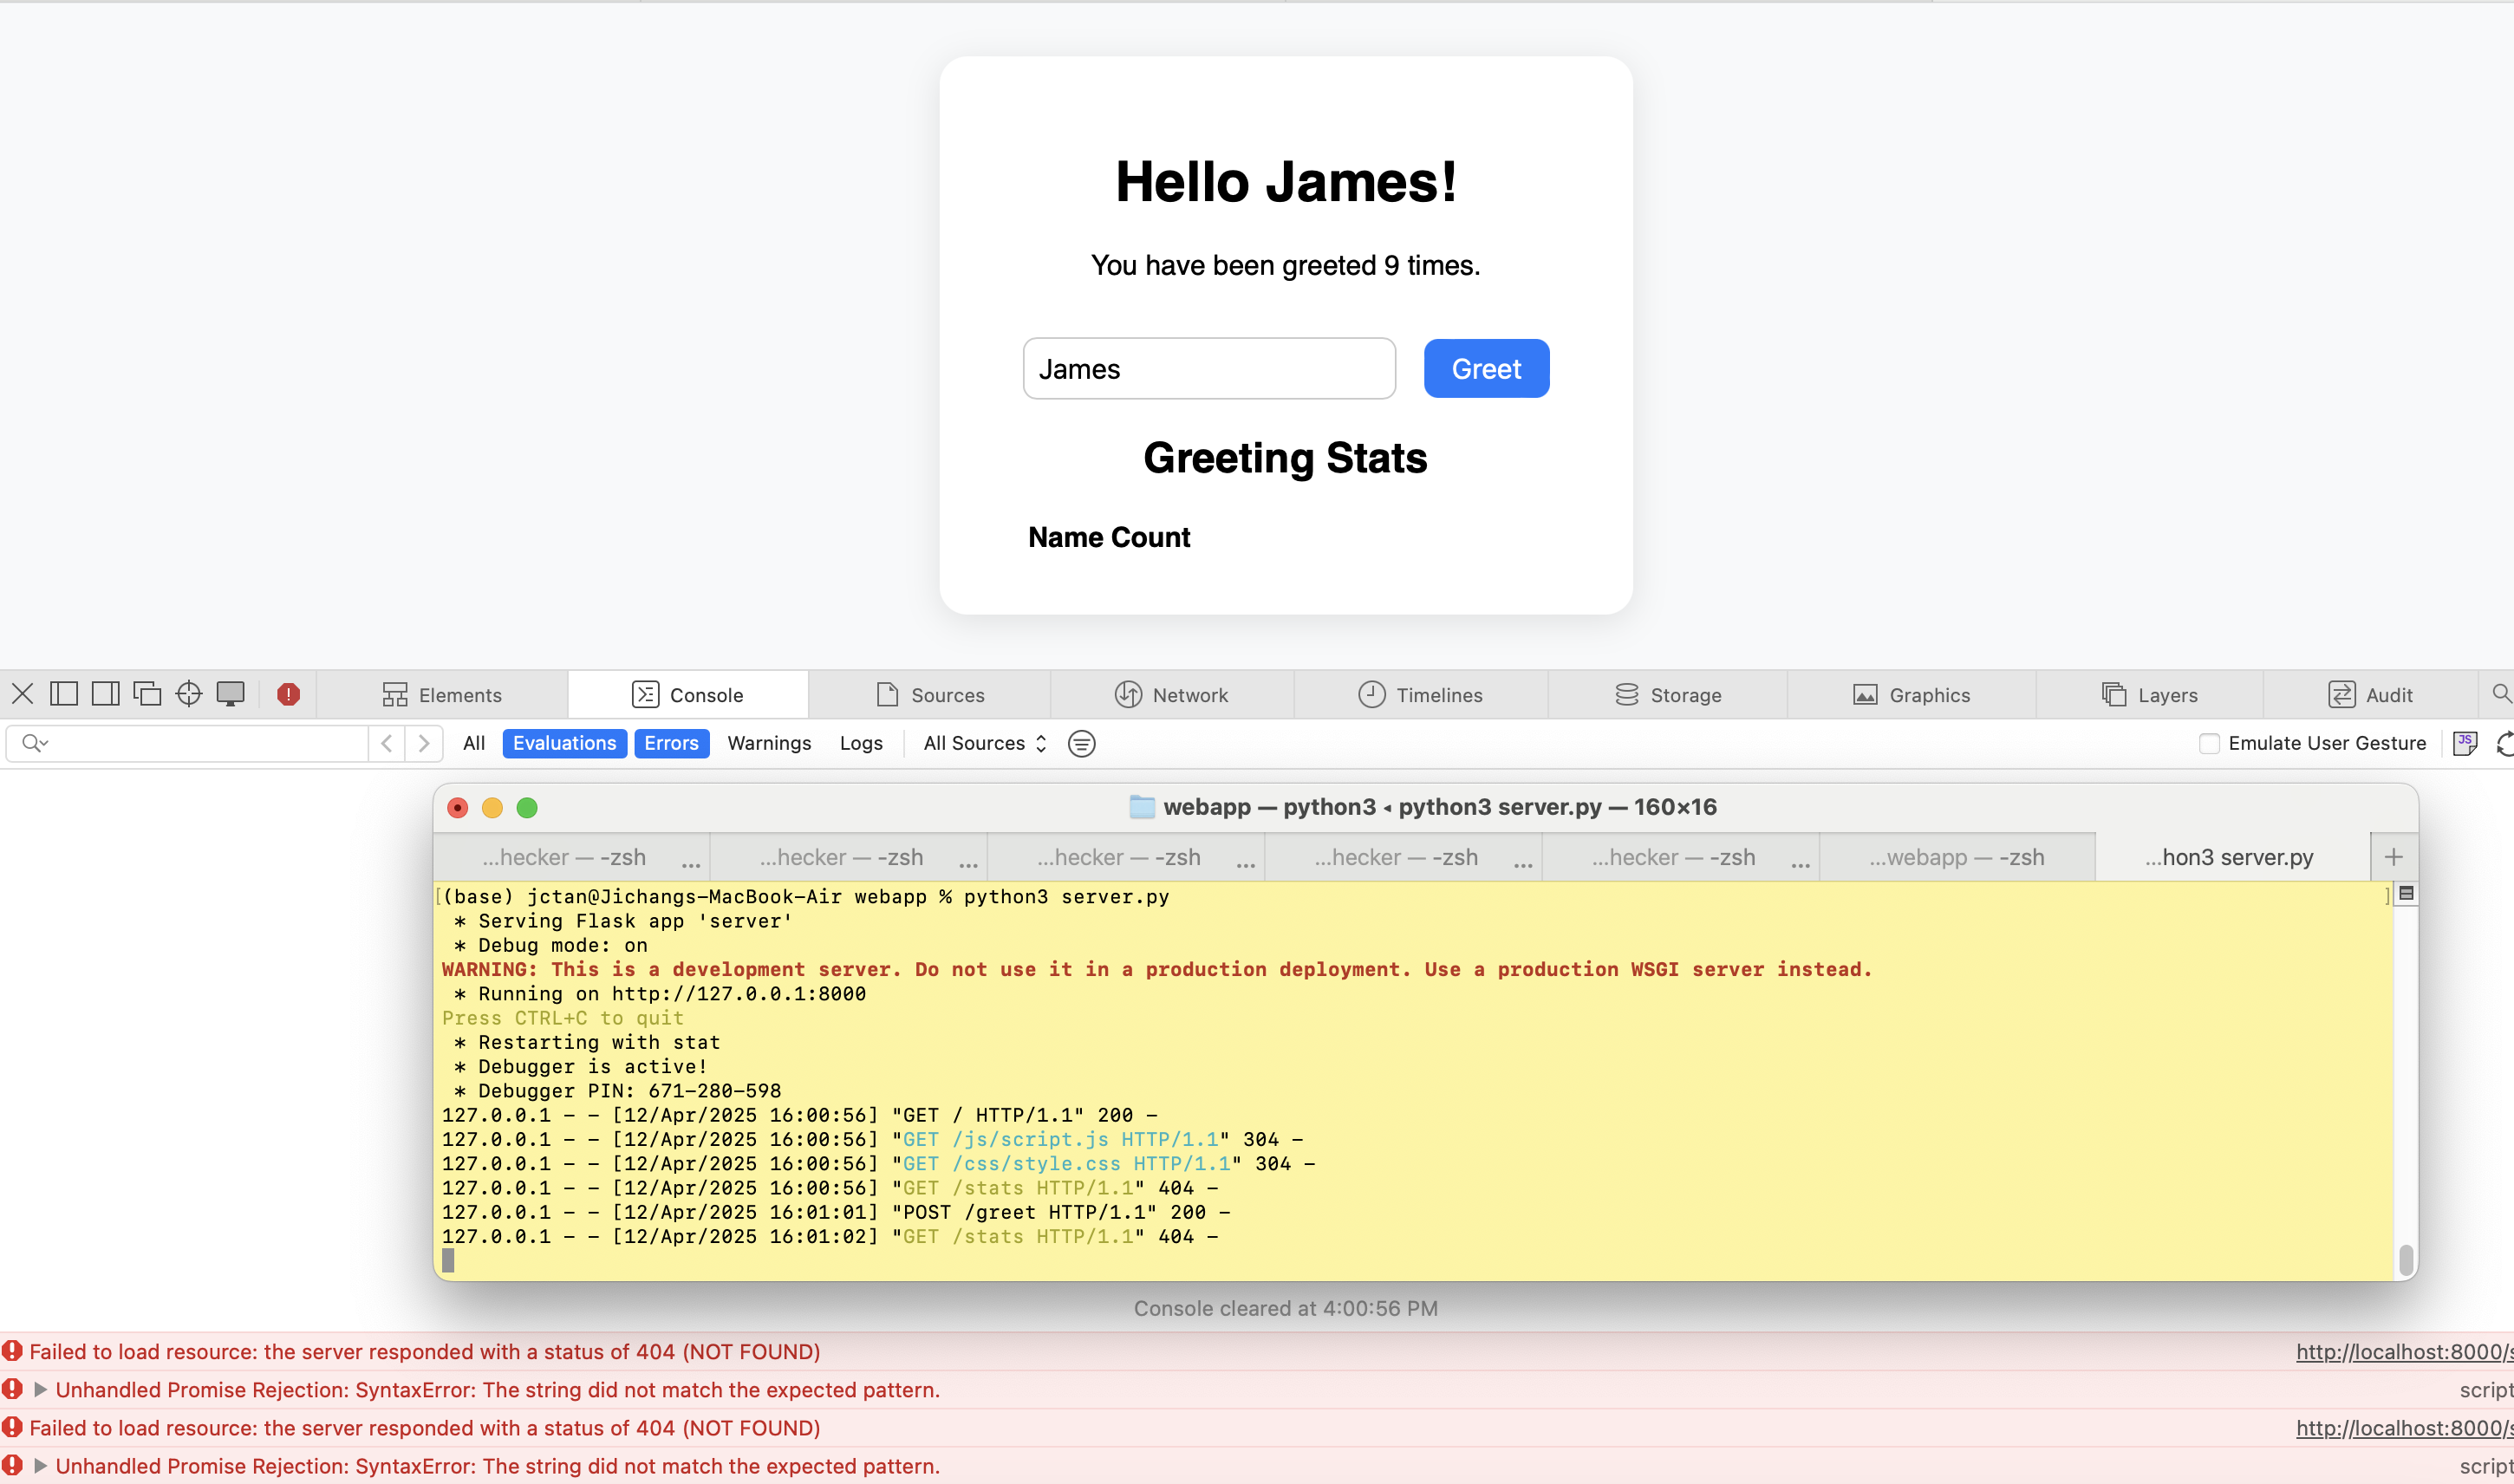 Hello James!
You have been greeted 9 times.
James
Greet
Greeting Stats
Name Count
Elements
Console
Sources
Network
Timelines
Storage
Graphics
Layers
Audit
All
Evaluations
Errors
Warnings
Logs
All Sources
Emulate User Gesture
JS
webapp — python3 ◂ python3 server.py — 160×16
...hecker — -zsh ...
...hecker — -zsh ...
...hecker — -zsh ...
...hecker — -zsh ...
...hecker — -zsh ...
...webapp — -zsh
...hon3 server.py
[(base) jctan@Jichangs-MacBook-Air webapp % python3 server.py ]
* Serving Flask app 'server'
* Debug mode: on
WARNING: This is a development server. Do not use it in a production deployment. Use a production WSGI server instead.
* Running on http://127.0.0.1:8000
Press CTRL+C to quit
* Restarting with stat
* Debugger is active!
* Debugger PIN: 671-280-598
127.0.0.1 - - [12/Apr/2025 16:00:56] "GET / HTTP/1.1" 200 -
127.0.0.1 - - [12/Apr/2025 16:00:56] "GET /js/script.js HTTP/1.1" 304 -
127.0.0.1 - - [12/Apr/2025 16:00:56] "GET /css/style.css HTTP/1.1" 304 -
127.0.0.1 - - [12/Apr/2025 16:00:56] "GET /stats HTTP/1.1" 404 -
127.0.0.1 - - [12/Apr/2025 16:01:01] "POST /greet HTTP/1.1" 200 -
127.0.0.1 - - [12/Apr/2025 16:01:02] "GET /stats HTTP/1.1" 404 -
Console cleared at 4:00:56 PM
Failed to load resource: the server responded with a status of 404 (NOT FOUND) http://localhost:8000/s
Unhandled Promise Rejection: SyntaxError: The string did not match the expected pattern. script
Failed to load resource: the server responded with a status of 404 (NOT FOUND) http://localhost:8000/s
Unhandled Promise Rejection: SyntaxError: The string did not match the expected pattern. script